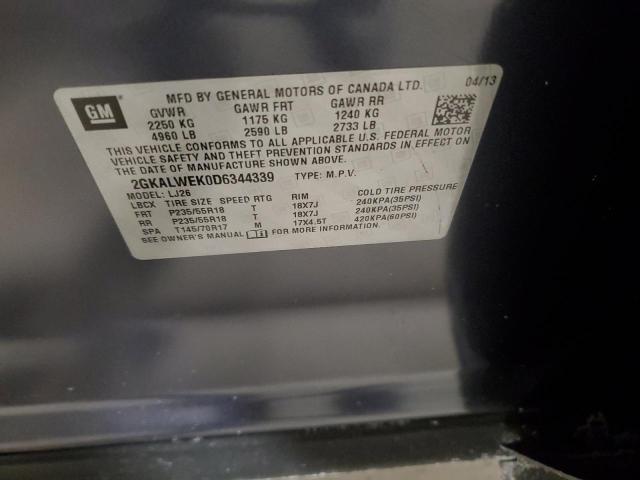 GM
MFD BY GENERAL MOTORS OF CANADA LTD. 04/13
GVWR GAWR FRT GAWR RR
2250 KG 1175 KG 1240 KG
4960 LB 2590 LB 2733 LB
THIS VEHICLE CONFORMS TO ALL APPLICABLE U.S. FEDERAL MOTOR
VEHICLE SAFETY AND THEFT PREVENTION STANDARDS IN EFFECT ON
THE DATE OF MANUFACTURE SHOWN ABOVE.
2GKALWEK0D6344339 TYPE: M.P.V.
MODEL: LJ26
LBCX TIRE SIZE SPEED RTG RIM COLD TIRE PRESSURE
FRT P235/55R18 T 18X7J 240KPA(35PSI)
RR P235/55R18 T 18X7J 240KPA(35PSI)
SPA T145/70R17 M 17X4.5T 420KPA(60PSI)
SEE OWNER'S MANUAL FOR MORE INFORMATION.